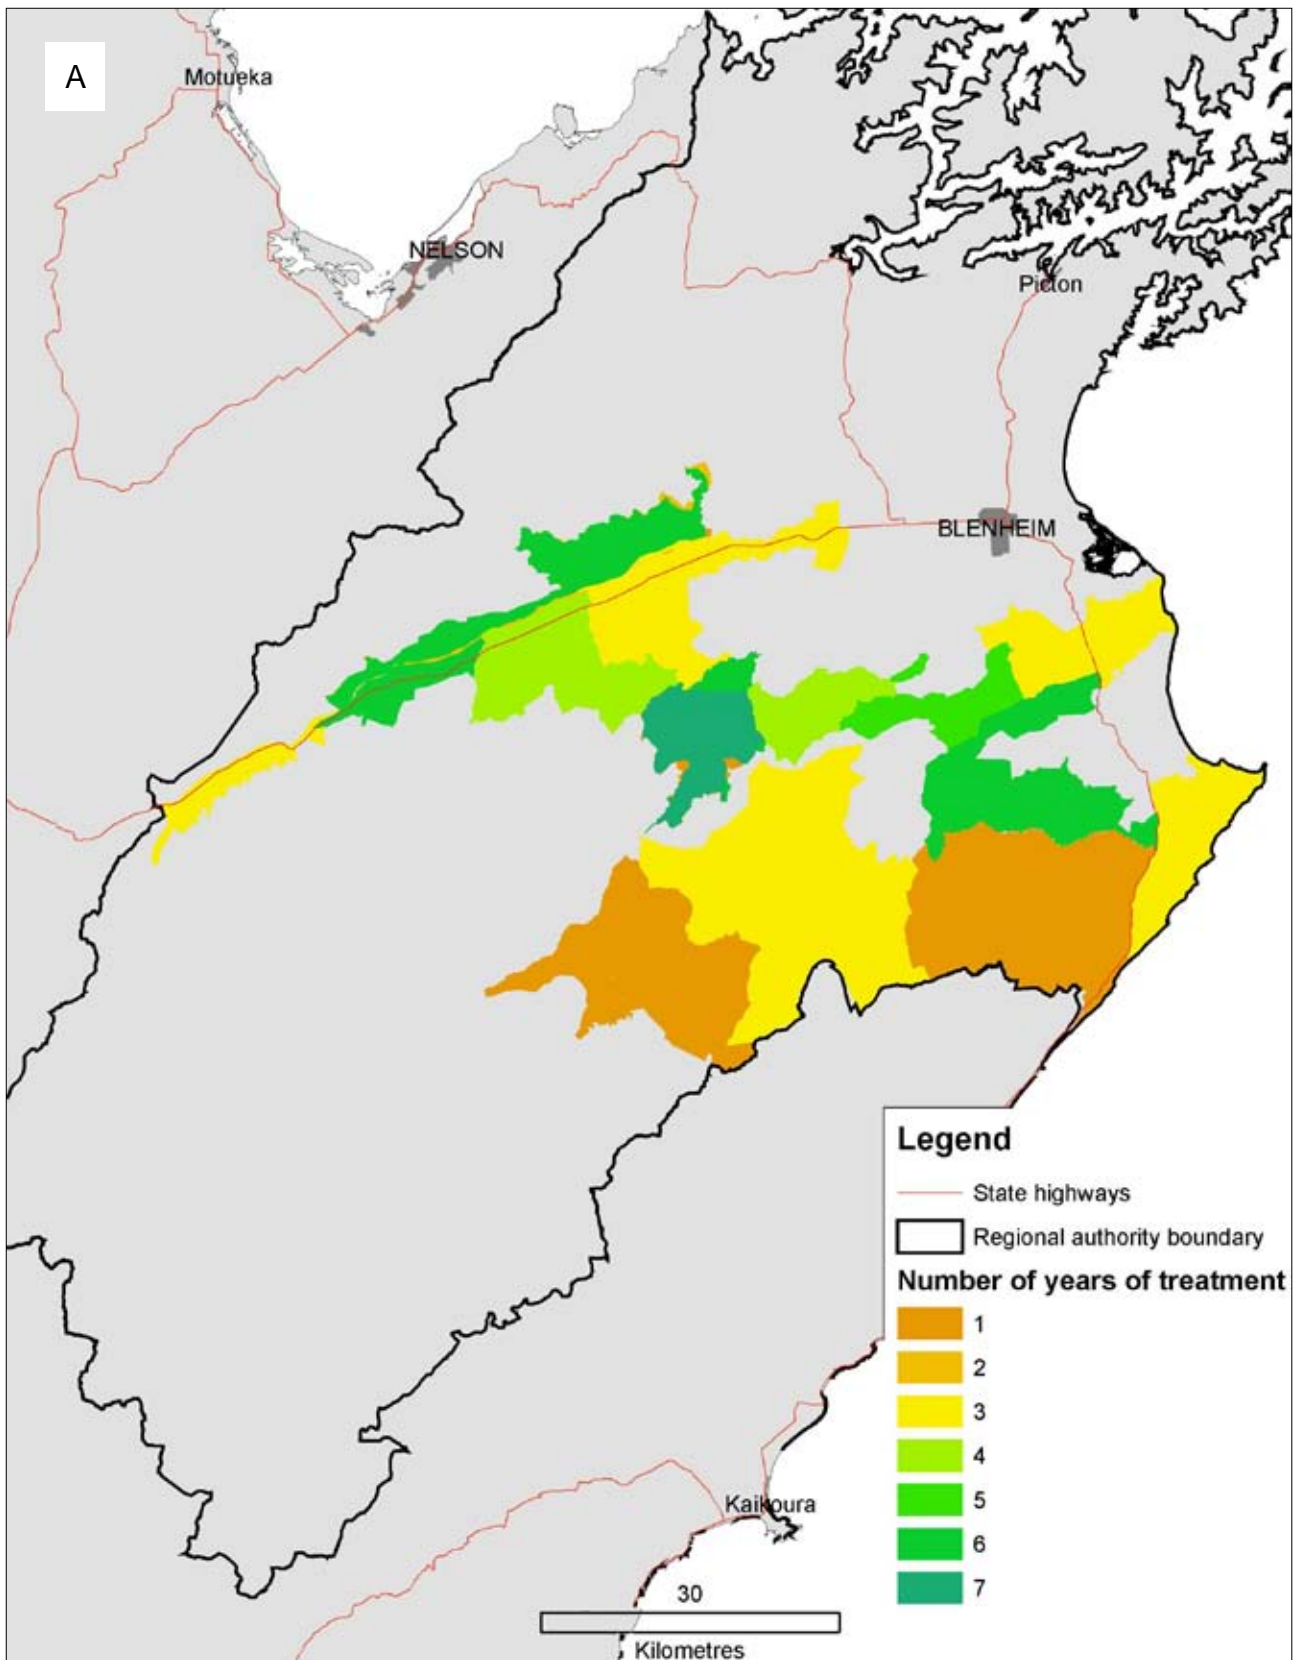 A
Motueka
NELSON
Picton
BLENHEIM
Legend
State highways
Regional authority boundary
Number of years of treatment
1
2
3
4
5
6
7
Kaikoura
30
Kilometres